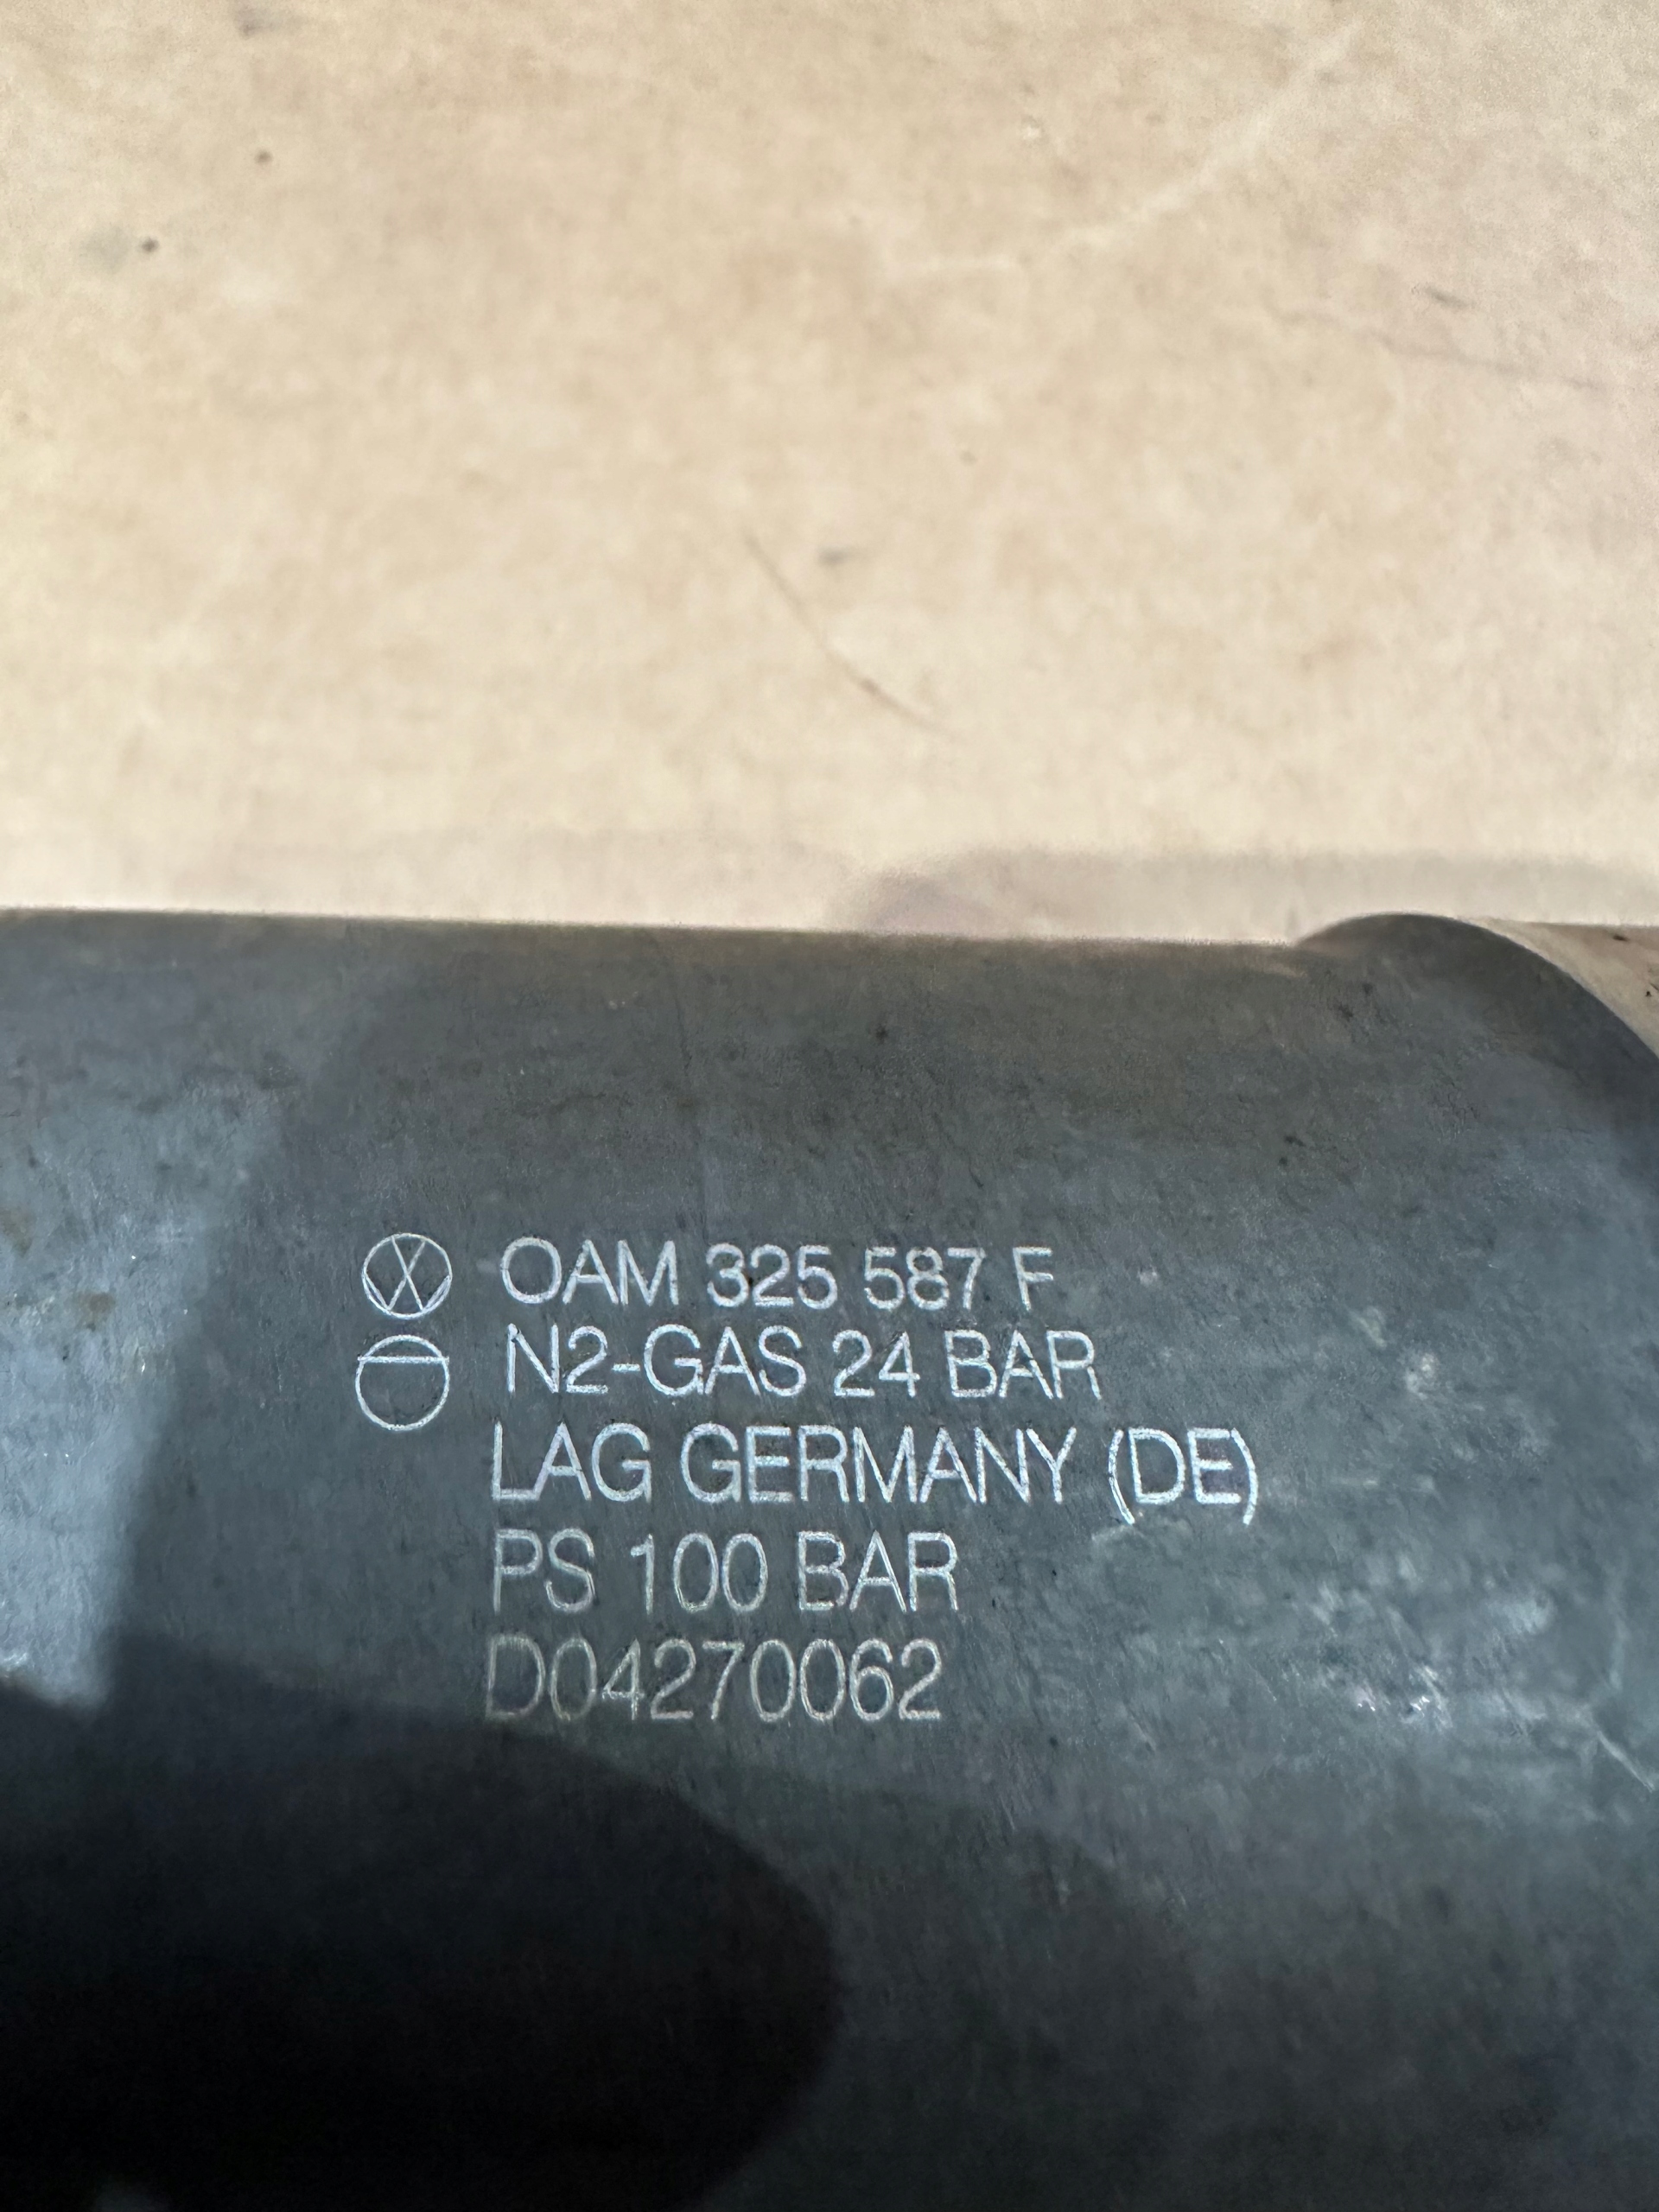 OAM 325 587 F
N2-GAS 24 BAR
LAG GERMANY (DE)
PS 100 BAR
D04270062